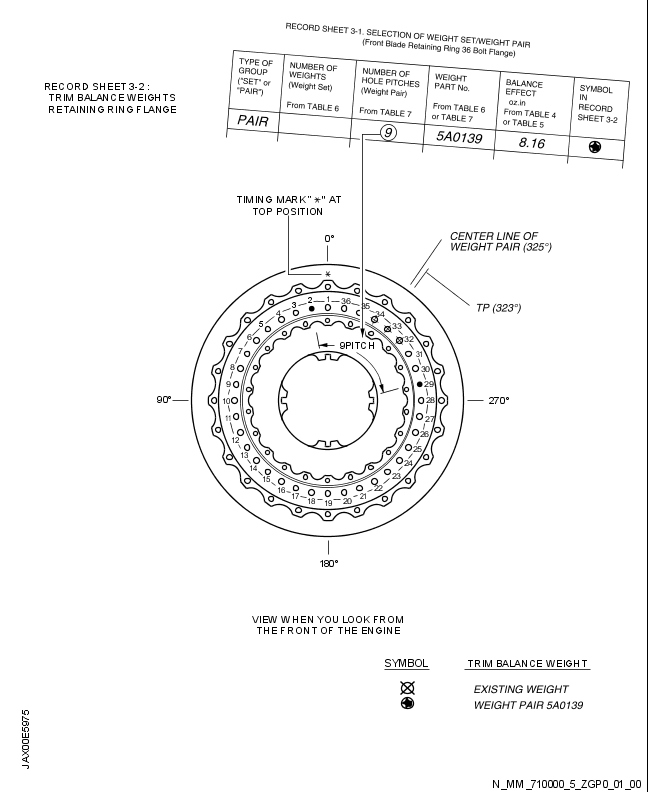 RECORD SHEET 3-1. SELECTION OF WEIGHT SET/WEIGHT PAIR
(Front Blade Retaining Ring 36 Bolt Flange)
RECORD SHEET 3-2 :
TRIM BALANCE WEIGHTS
RETAINING RING FLANGE
TYPE OF
GROUP
("SET" or
"PAIR")
NUMBER OF
WEIGHTS
(Weight Set)
From TABLE 6
NUMBER OF
HOLE PITCHES
(Weight Pair)
From TABLE 7
WEIGHT
PART No.
From TABLE 6
or TABLE 7
BALANCE
EFFECT
oz.in
From TABLE 4
or TABLE 5
SYMBOL
IN
RECORD
SHEET 3-2
PAIR
9
5A0139
8.16
TIMING MARK" *" AT
TOP POSITION
0°
*
CENTER LINE OF
WEIGHT PAIR (325°)
TP (323°)
9PITCH
1
2
3
4
5
6
7
8
9
10
11
12
13
14
15
16
17
18
19
20
21
22
23
24
25
26
27
28
29
30
31
32
33
34
35
36
90°
270°
180°
VIEW WHEN YOU LOOK FROM
THE FRONT OF THE ENGINE
SYMBOL
TRIM BALANCE WEIGHT
EXISTING WEIGHT
WEIGHT PAIR 5A0139
JAX00E5975
N_MM_710000_5_ZGP0_01_00